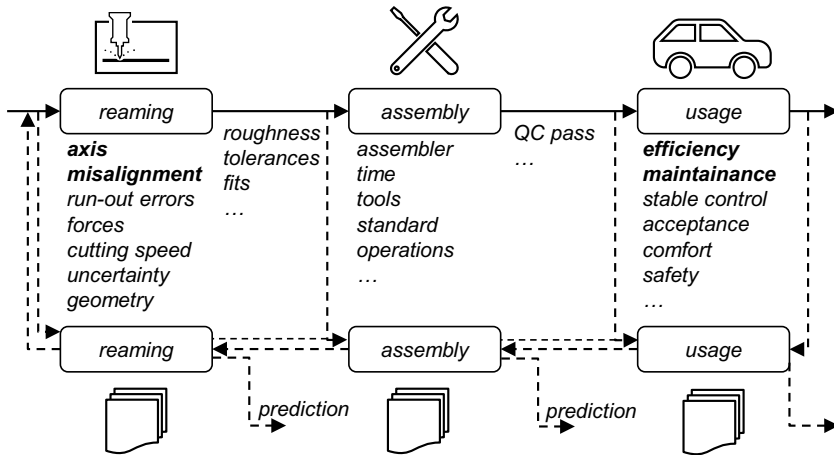 reaming
assembly
usage
axis
misalignment
run-out errors
forces
cutting speed
uncertainty
geometry
roughness
tolerances
fits
…
assembler
time
tools
standard
operations
…
QC pass
…
efficiency
maintainance
stable control
acceptance
comfort
safety
…
reaming
assembly
usage
prediction
prediction